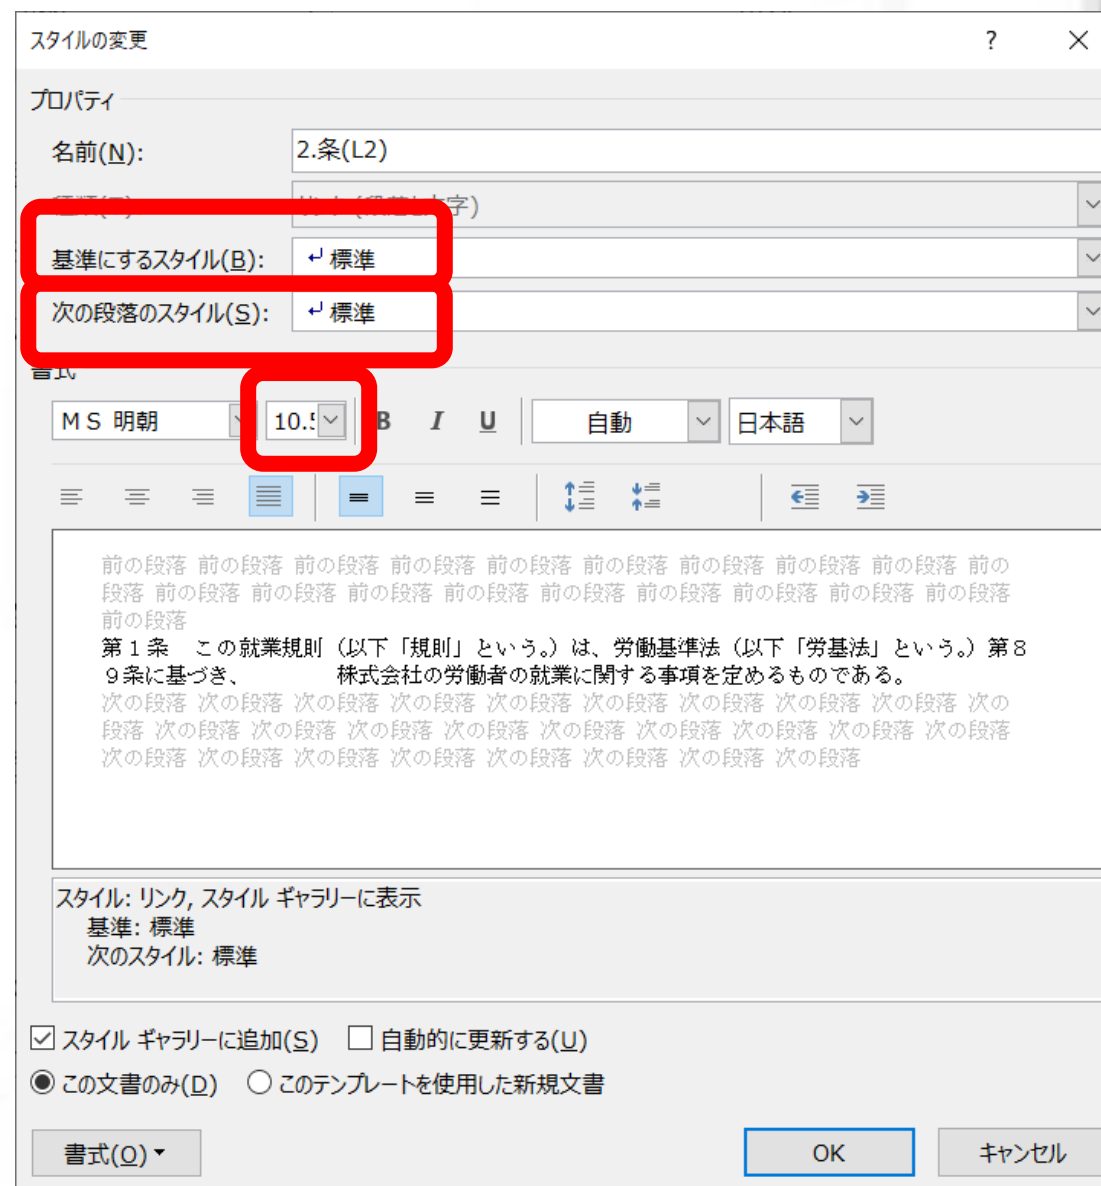 スタイルの変更 ?
プロパティ
名前(N): 2.条(L2)
基準にするスタイル(B): 標準
次の段落のスタイル(S): 標準
書式
ＭＳ 明朝 10.5 B I U 自動 日本語
前の段落 前の段落 前の段落 前の段落 前の段落 前の段落 前の段落 前の段落 前の段落 前の
段落 前の段落 前の段落 前の段落 前の段落 前の段落 前の段落 前の段落 前の段落 前の段落
前の段落
第１条　この就業規則（以下「規則」という。）は、労働基準法（以下「労基法」という。）第８
９条に基づき、　　　　　株式会社の労働者の就業に関する事項を定めるものである。
次の段落 次の段落 次の段落 次の段落 次の段落 次の段落 次の段落 次の段落 次の段落 次の
段落 次の段落 次の段落 次の段落 次の段落 次の段落 次の段落 次の段落 次の段落 次の段落
次の段落 次の段落 次の段落 次の段落 次の段落 次の段落 次の段落 次の段落
スタイル: リンク, スタイル ギャラリーに表示
基準: 標準
次のスタイル: 標準
スタイル ギャラリーに追加(S) 自動的に更新する(U)
この文書のみ(D) このテンプレートを使用した新規文書
書式(O) OK キャンセル